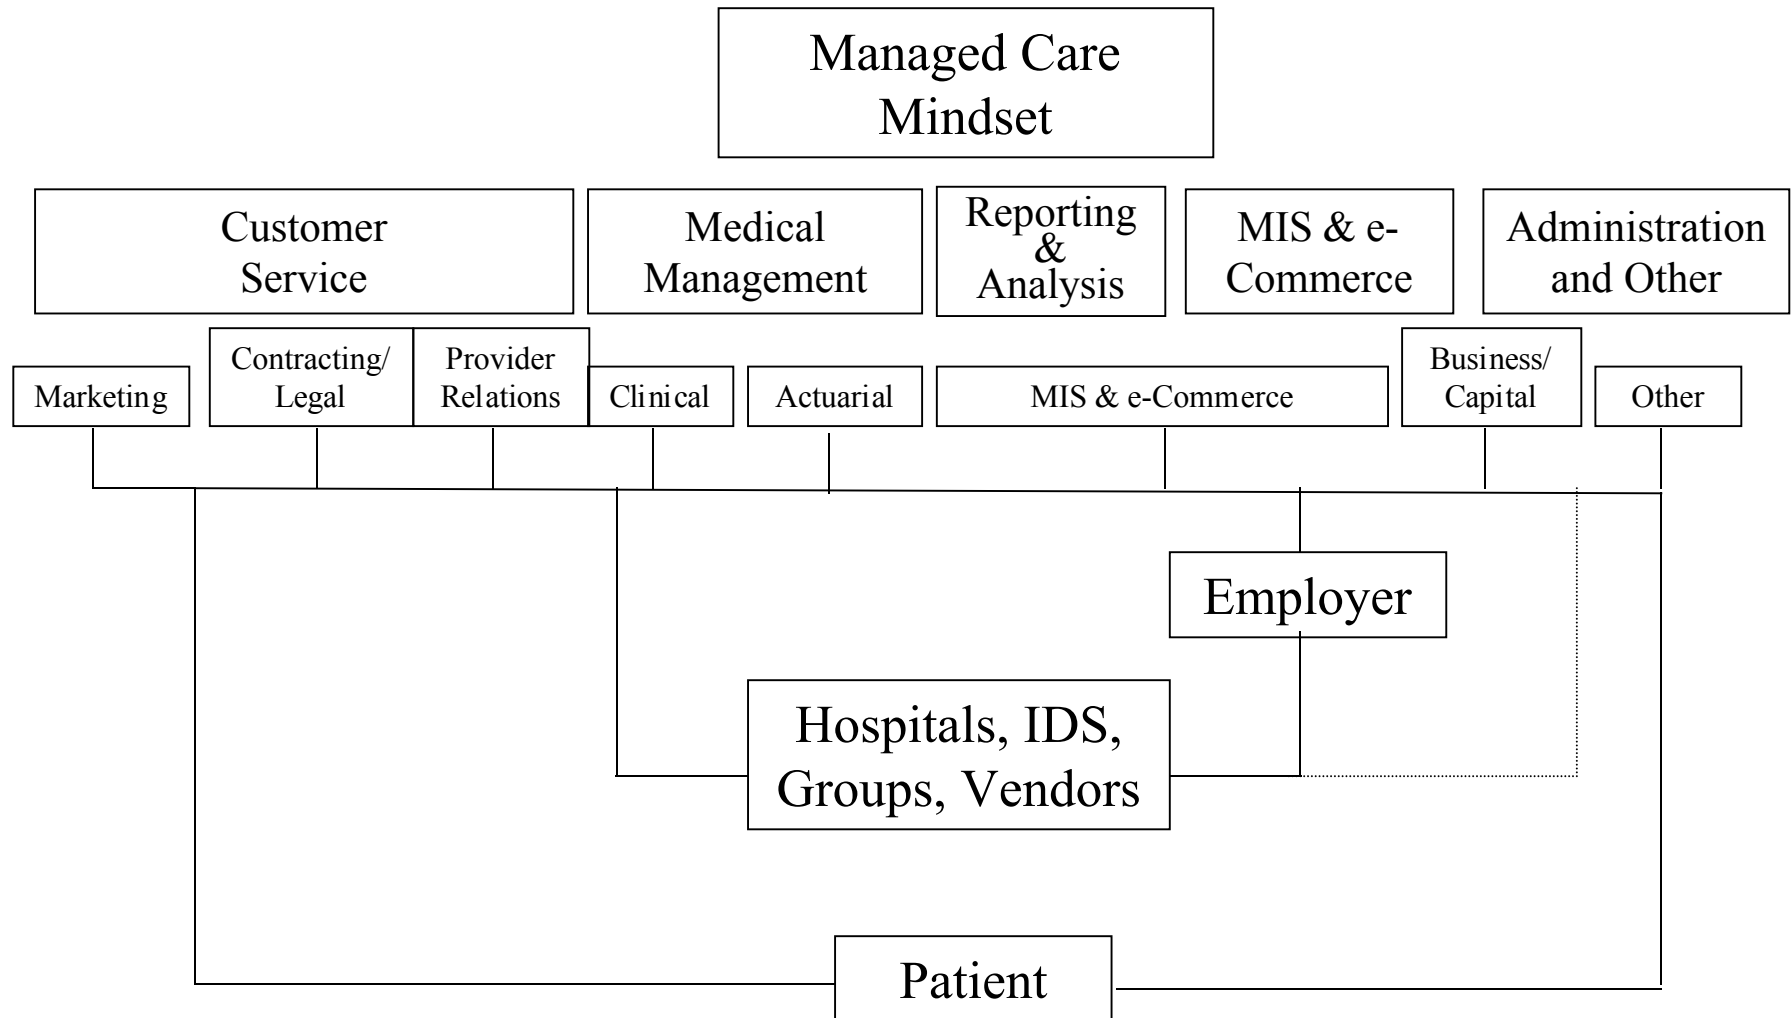 Managed Care
Mindset
Customer
Service
Medical
Management
Reporting
&
Analysis
MIS & e-
Commerce
Administration
and Other
Marketing
Contracting/
Legal
Provider
Relations
Clinical
Actuarial
MIS & e-Commerce
Business/
Capital
Other
Employer
Hospitals, IDS,
Groups, Vendors
Patient